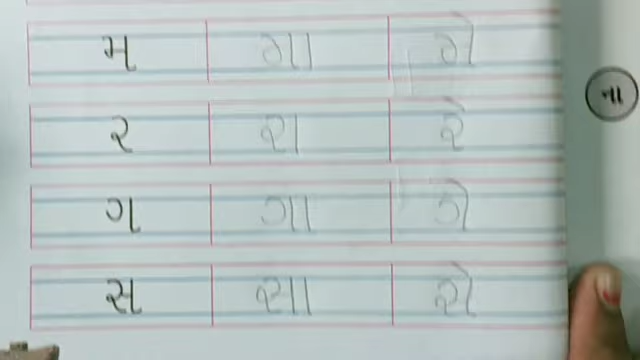 મ મા મે
ર રા રે
ગ ગા ગે
સ સા સે